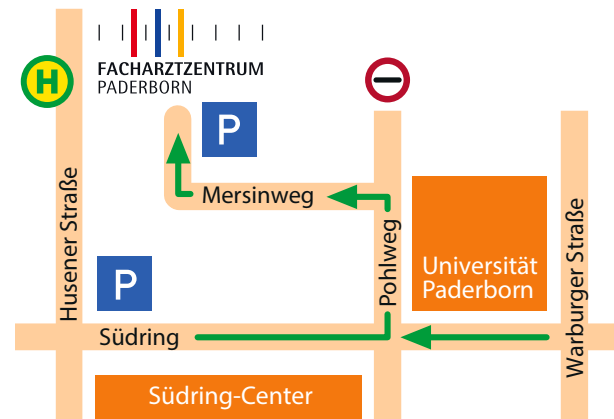 H
FACHARZTZENTRUM
PADERBORN
P
Mersinweg
Husener Straße
Pohlweg
Universität
Paderborn
Warburger Straße
P
Südring
Südring-Center